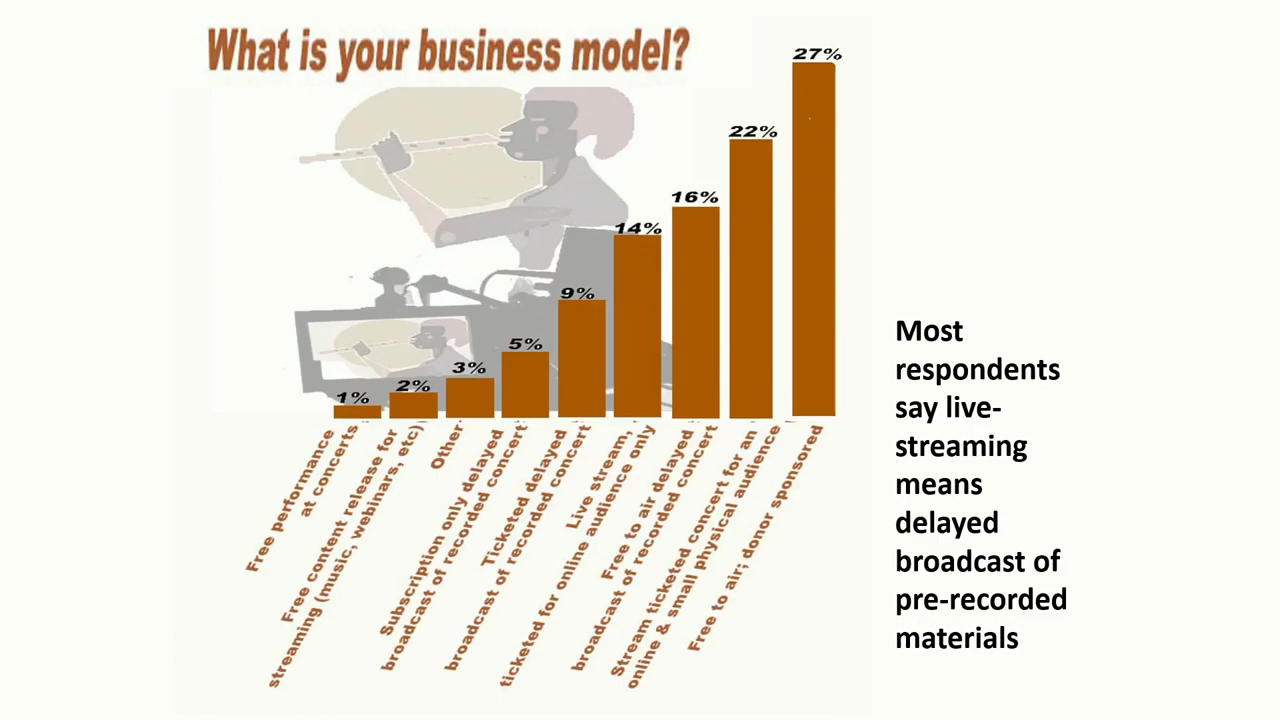 What is your business model?
27%
22%
16%
14%
9%
5%
3%
2%
1%
Free performance
at concerts
Free content release for
streaming (music, webinars, etc)
Other
Subscription only delayed
broadcast of recorded concert
Ticketed delayed
broadcast of recorded concert
Live stream,
ticketed for online audience only
Free to air delayed
broadcast of recorded concert
Stream ticketed concert for an
online & small physical audience
Free to air; donor sponsored
Most
respondents
say live-
streaming
means
delayed
broadcast of
pre-recorded
materials